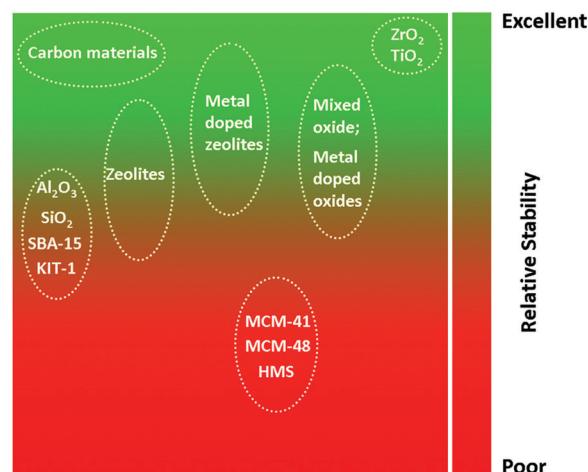 Excellent
ZrO₂
TiO₂
Carbon materials
Metal
doped
zeolites
Mixed
oxide;
Metal
doped
oxides
Zeolites
Al₂O₃
SiO₂
SBA-15
KIT-1
MCM-41
MCM-48
HMS
Relative Stability
Poor